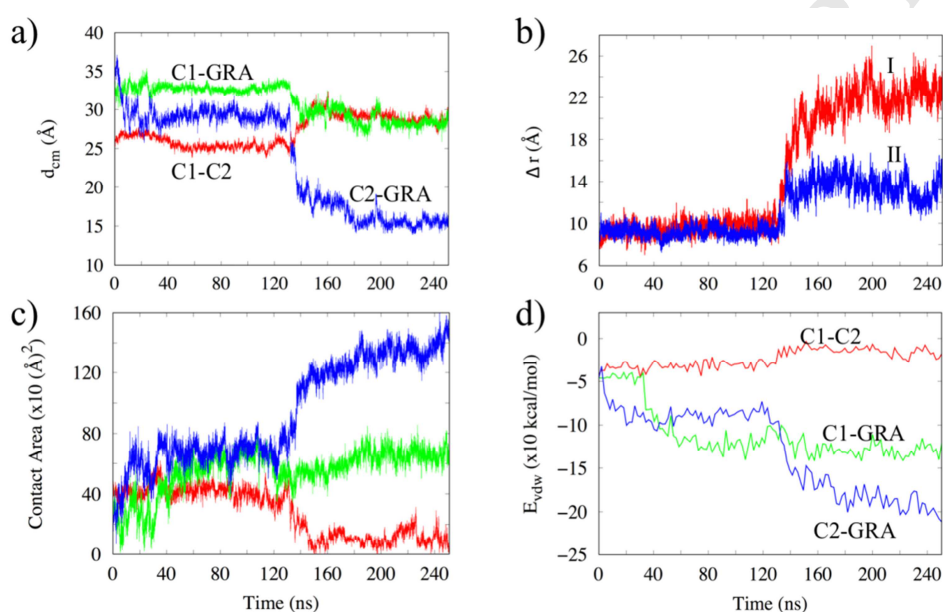 a)
40
35
30
25
20
15
10
d_cm (Å)
C1-GRA
C1-C2
C2-GRA
0 40 80 120 160 200 240
b)
26
22
18
14
10
6
Δ r (Å)
I
II
0 40 80 120 160 200 240
c)
160
120
80
40
0
Contact Area (x10 (Å)²)
0 40 80 120 160 200 240
Time (ns)
d)
0
−5
−10
−15
−20
−25
E_vdw (x10 kcal/mol)
C1-C2
C1-GRA
C2-GRA
0 40 80 120 160 200 240
Time (ns)